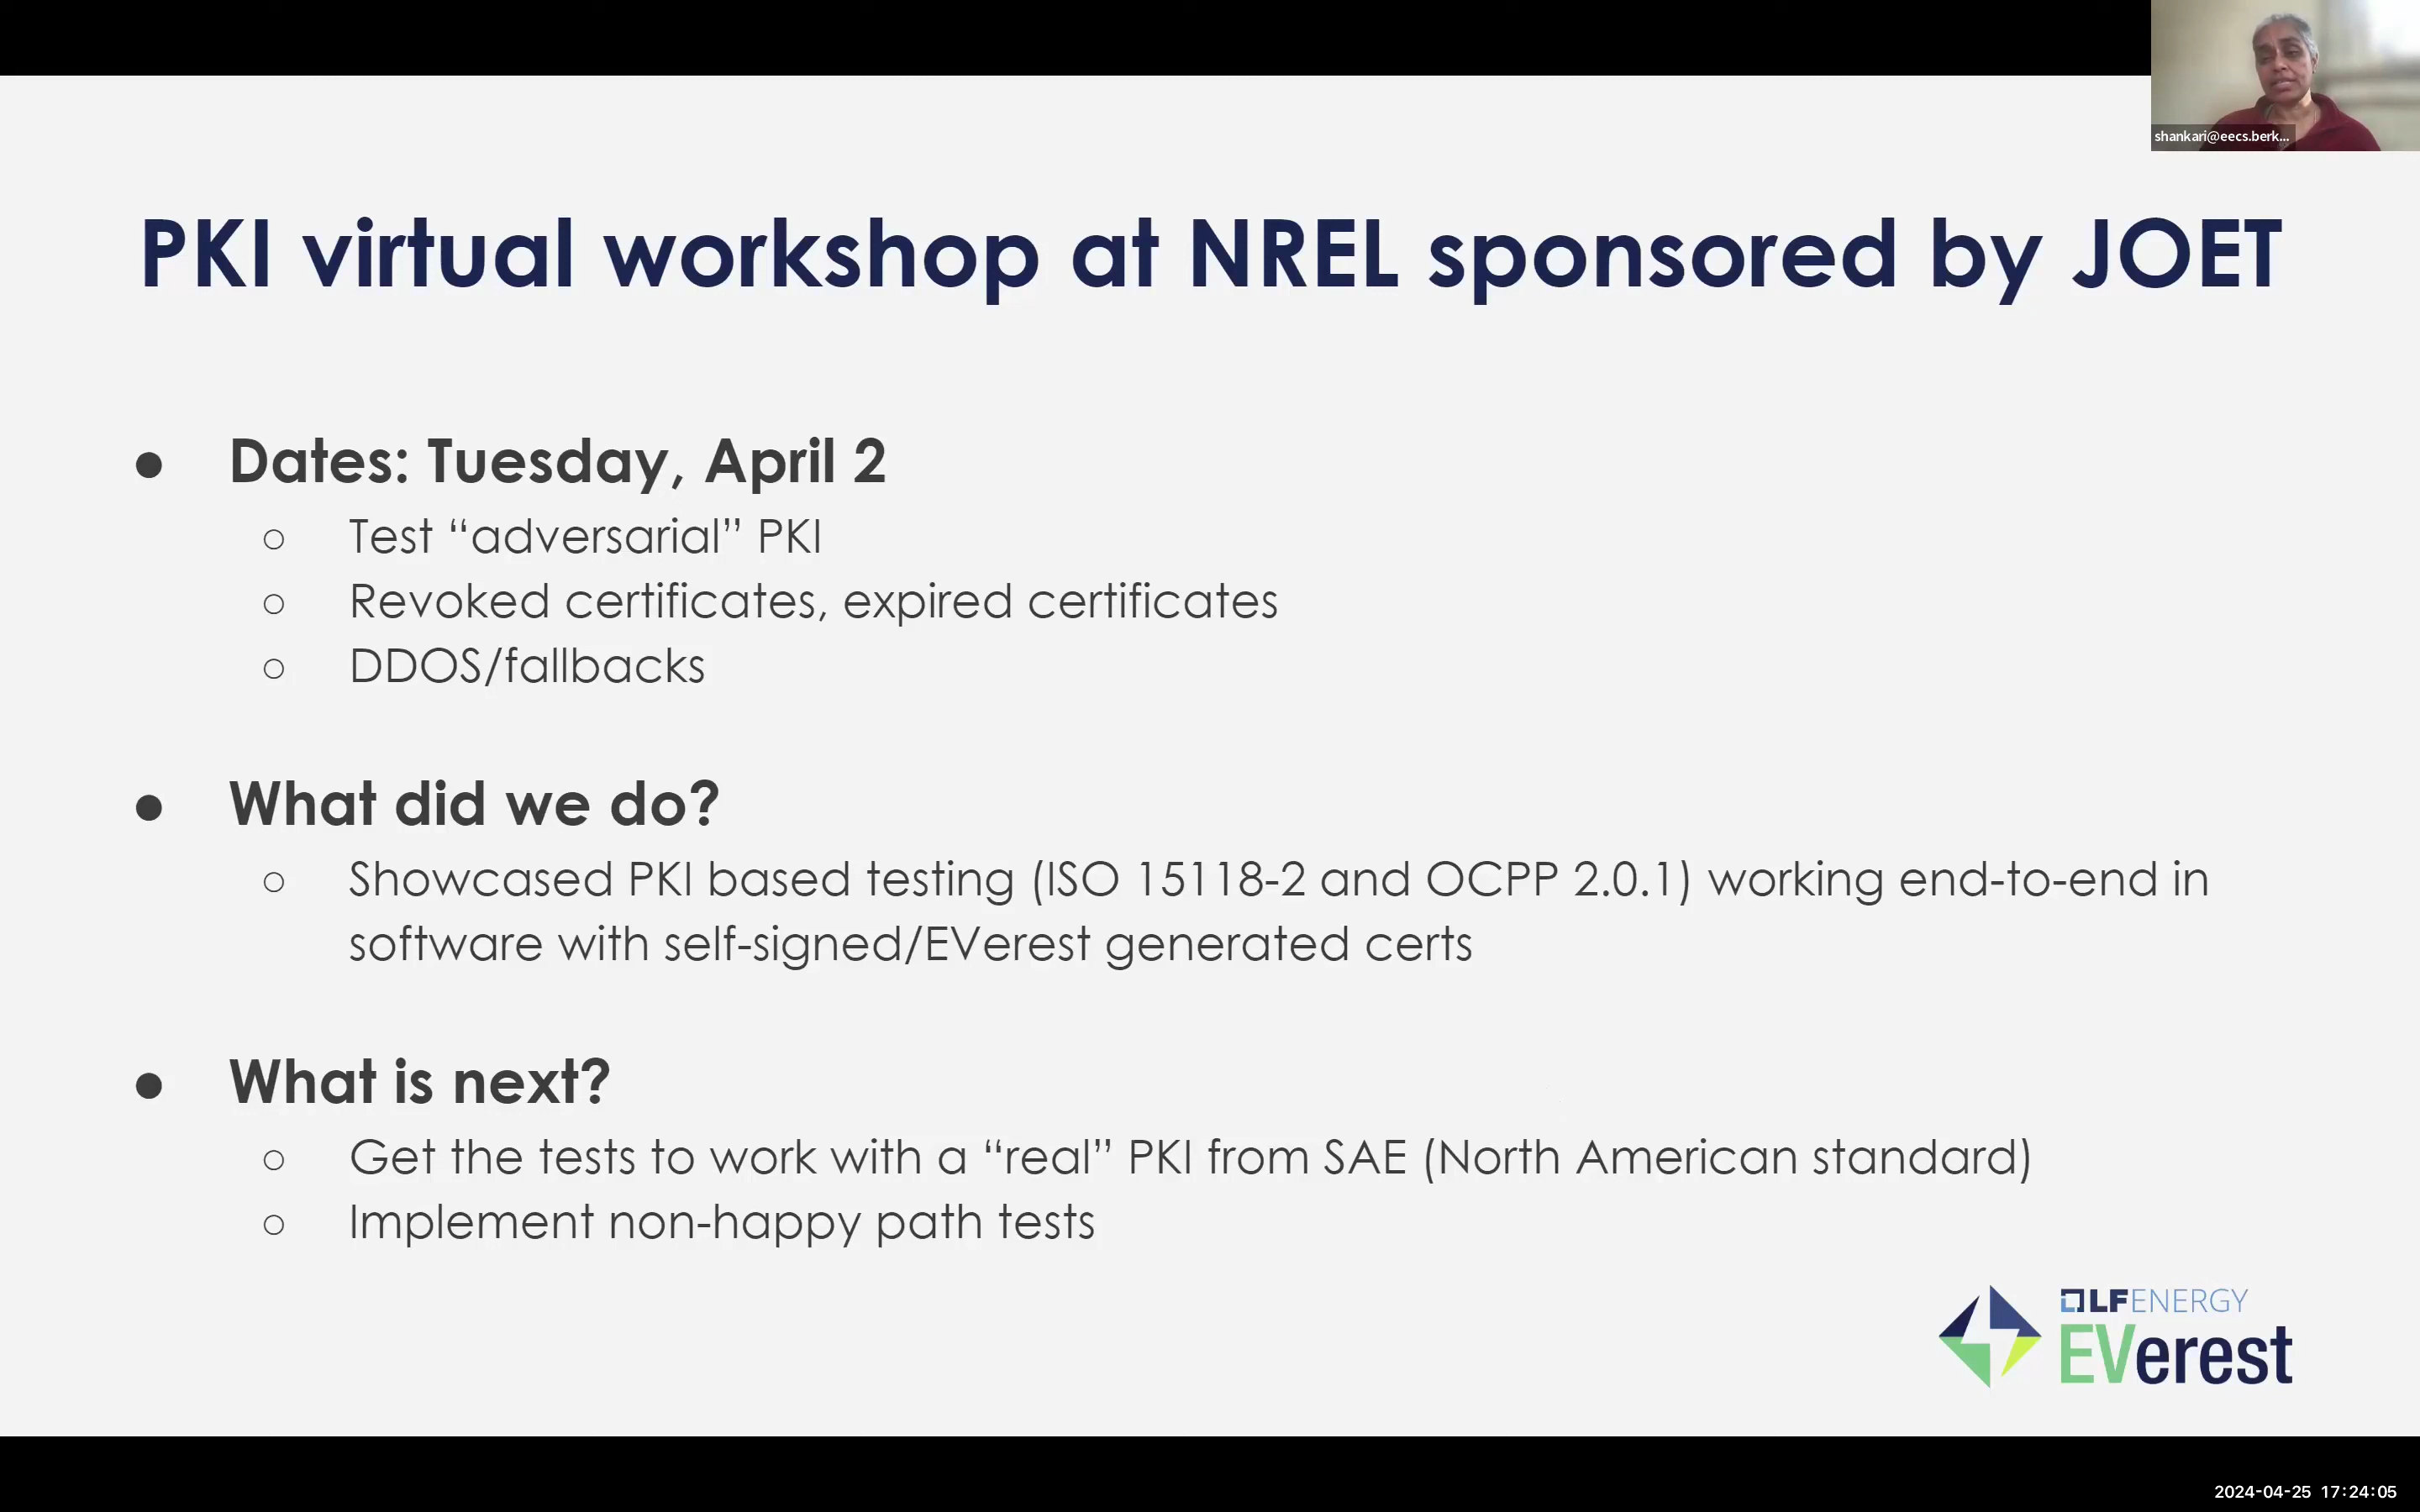 shankari@eecs.berk...
PKI virtual workshop at NREL sponsored by JOET
● Dates: Tuesday, April 2
○ Test “adversarial” PKI
○ Revoked certificates, expired certificates
○ DDOS/fallbacks
● What did we do?
○ Showcased PKI based testing (ISO 15118-2 and OCPP 2.0.1) working end-to-end in
software with self-signed/EVerest generated certs
● What is next?
○ Get the tests to work with a “real” PKI from SAE (North American standard)
○ Implement non-happy path tests
LFENERGY
EVerest
2024-04-25 17:24:05